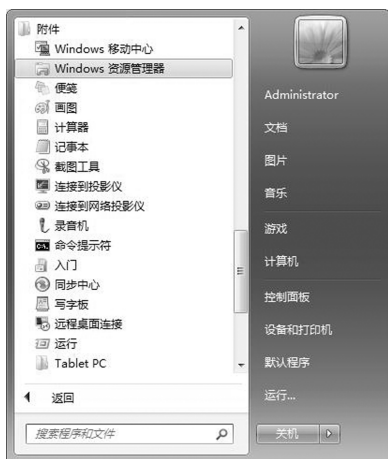 附件
Windows 移动中心
Windows 资源管理器
便笺
画图
计算器
记事本
截图工具
连接到投影仪
连接到网络投影仪
录音机
命令提示符
入门
同步中心
写字板
远程桌面连接
运行
Tablet PC
返回
搜索程序和文件
Administrator
文档
图片
音乐
游戏
计算机
控制面板
设备和打印机
默认程序
运行...
关机